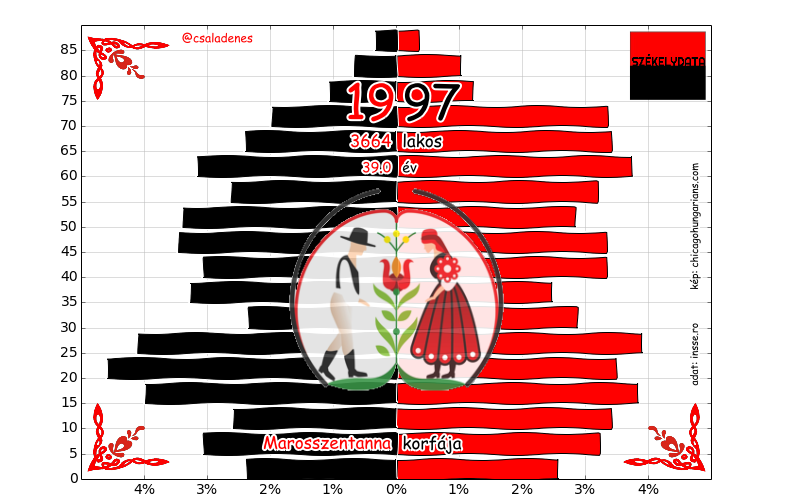 @csaladenes
SZÉKELYDATA
1997
3664 lakos
39.0 év
kép: chicagohungarians.com
adat: insse.ro
Marosszentanna korfája
85
80
75
70
65
60
55
50
45
40
35
30
25
20
15
10
5
0
4% 3% 2% 1% 0% 1% 2% 3% 4%